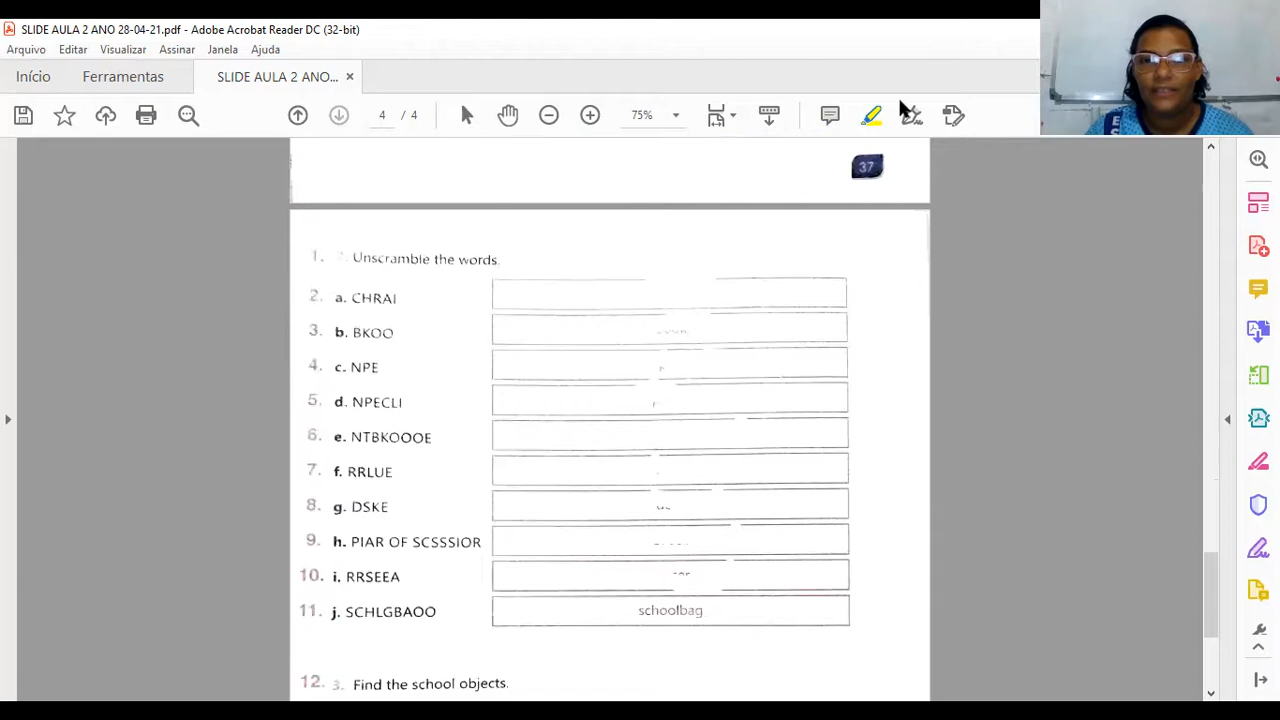 SLIDE AULA 2 ANO 28-04-21.pdf - Adobe Acrobat Reader DC (32-bit)
Arquivo Editar Visualizar Assinar Janela Ajuda
Início Ferramentas SLIDE AULA 2 ANO... ×
4 / 4 75%
37
1. Unscramble the words.
2. a. CHRAI
3. b. BKOO
4. c. NPE
5. d. NPECLI
6. e. NTBKOOOE
7. f. RRLUE
8. g. DSKE
9. h. PIAR OF SCSSSIOR
10. i. RRSEEA
11. j. SCHLGBAOO schoolbag
12. 3. Find the school objects.